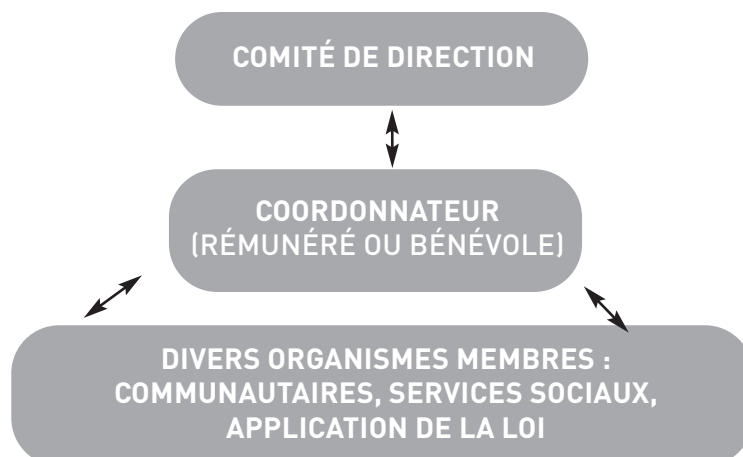 COMITÉ DE DIRECTION
COORDONNATEUR
(RÉMUNÉRÉ OU BÉNÉVOLE)
DIVERS ORGANISMES MEMBRES :
COMMUNAUTAIRES, SERVICES SOCIAUX,
APPLICATION DE LA LOI